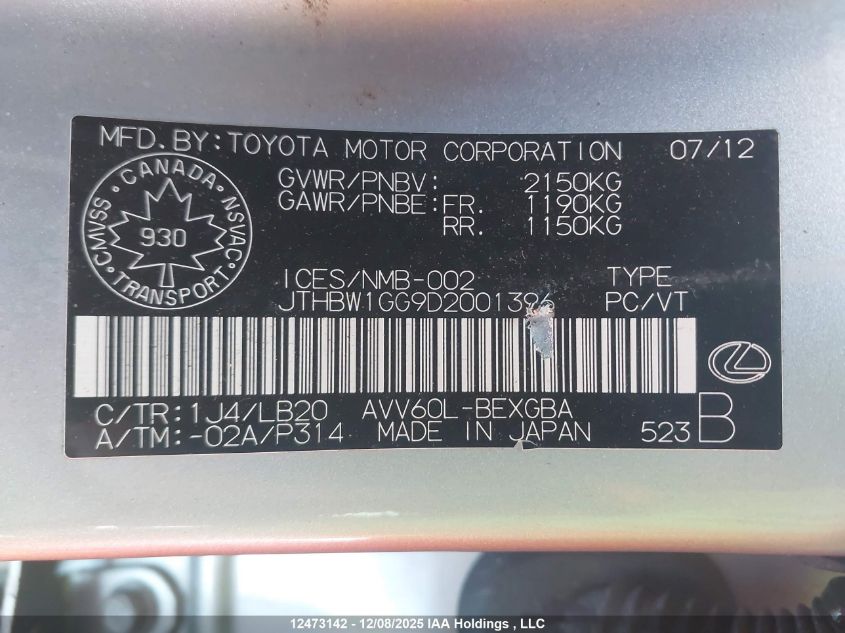 MFD.BY:TOYOTA MOTOR CORPORATION 07/12
GVWR/PNBV: 2150KG
GAWR/PNBE: FR. 1190KG
RR. 1150KG
CANADA
CMVSS NSVAC
930
TRANSPORT
ICES/NMB-002 TYPE
JTHBW1GG9D2001396 PC/VT
C/TR:1J4/LB20 AVV60L-BEXGBA
A/TM:-02A/P314 MADE IN JAPAN 523 B
12473142 - 12/08/2025 IAA Holdings , LLC